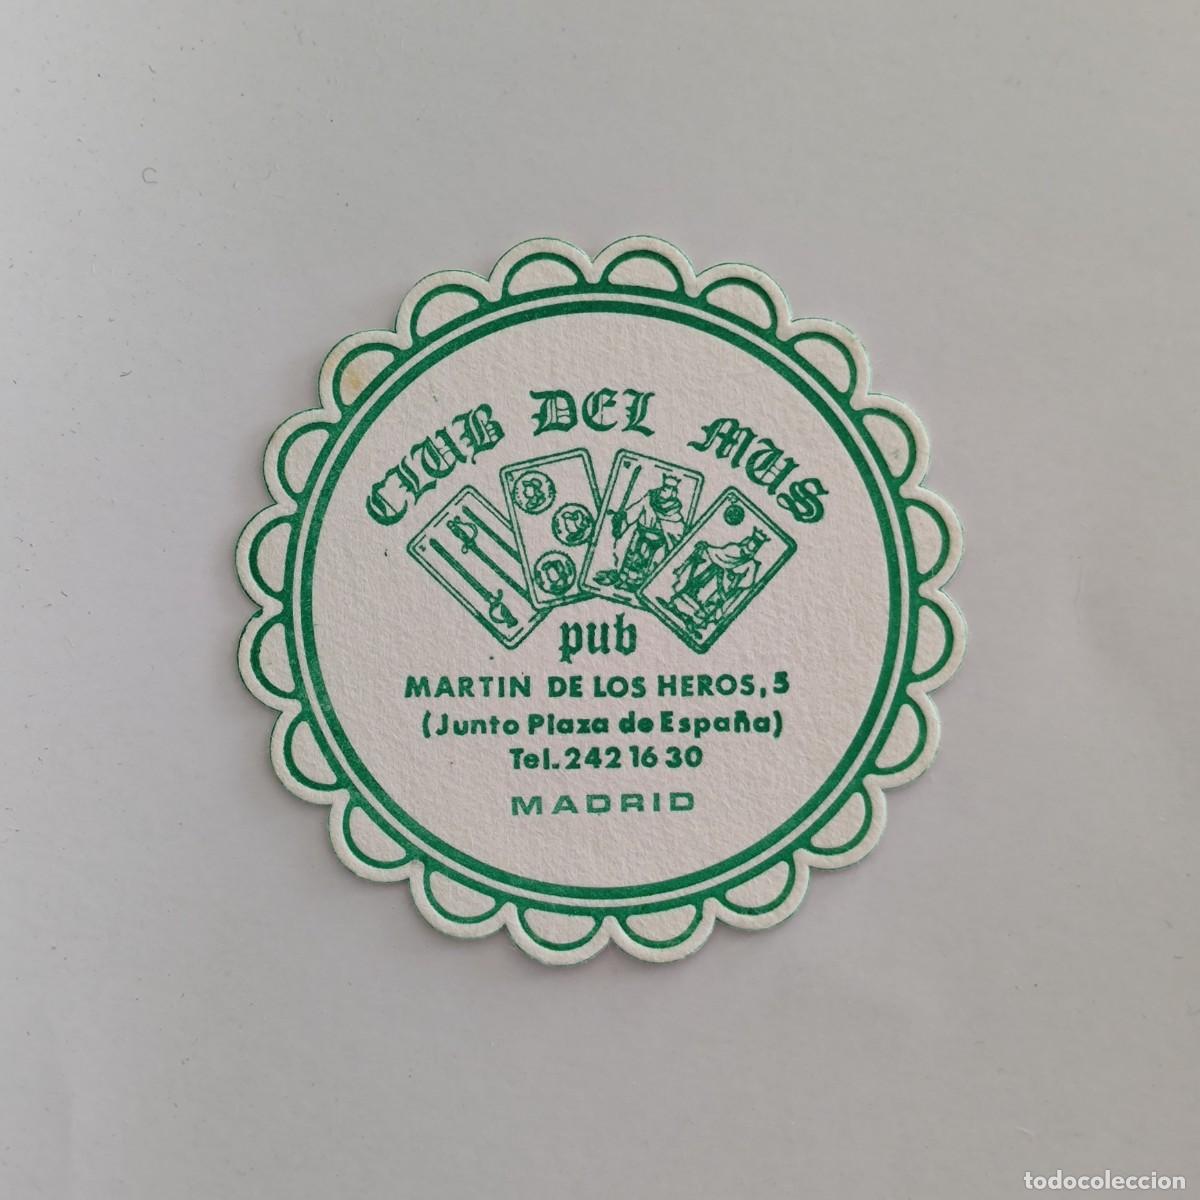 CLUB DEL MUS
pub
MARTIN DE LOS HEROS, 5
(Junto Plaza de España)
Tel. 242 16 30
MADRID
todocoleccion